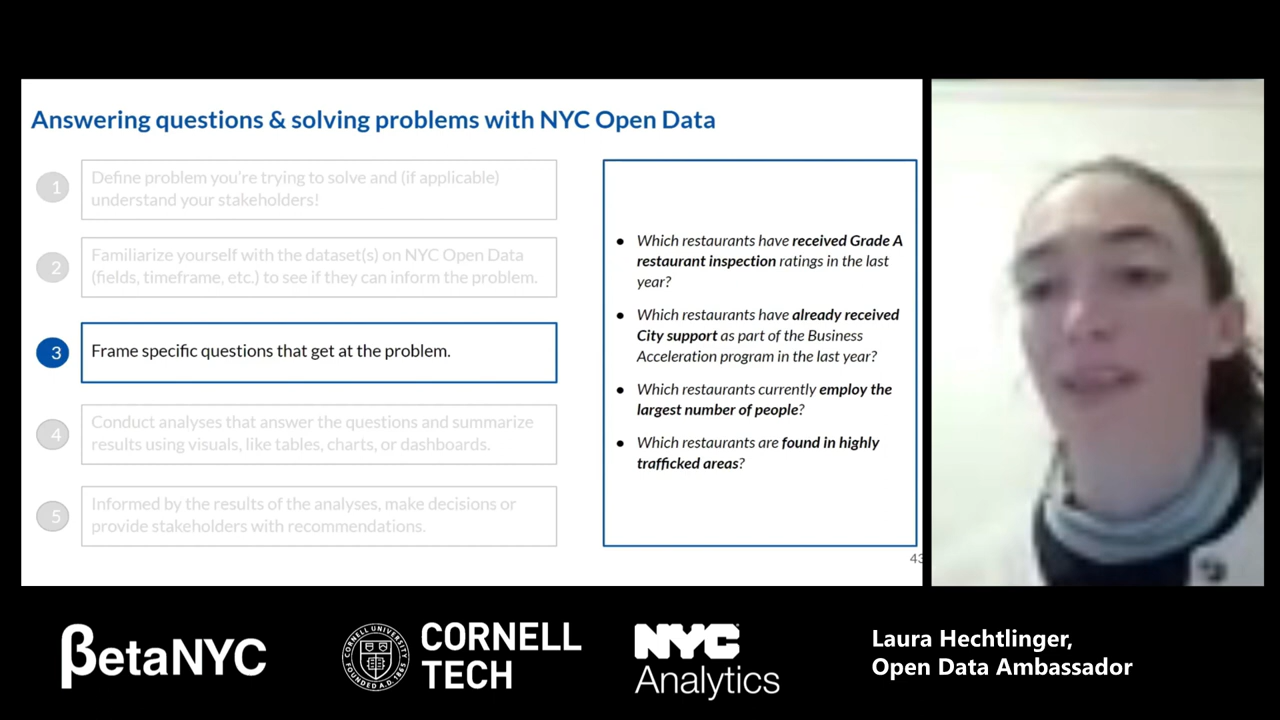 Answering questions & solving problems with NYC Open Data
1
Define problem you're trying to solve and (if applicable)
understand your stakeholders!
2
Familiarize yourself with the dataset(s) on NYC Open Data
(fields, timeframe, etc.) to see if they can inform the problem.
3
Frame specific questions that get at the problem.
4
Conduct analyses that answer the questions and summarize
results using visuals, like tables, charts, or dashboards.
5
Informed by the results of the analyses, make decisions or
provide stakeholders with recommendations.
● Which restaurants have received Grade A
restaurant inspection ratings in the last
year?
● Which restaurants have already received
City support as part of the Business
Acceleration program in the last year?
● Which restaurants currently employ the
largest number of people?
● Which restaurants are found in highly
trafficked areas?
43
βetaNYC
CORNELL UNIVERSITY
FOUNDED A.D. 1865
CORNELL
TECH
NYC
Analytics
Laura Hechtlinger,
Open Data Ambassador